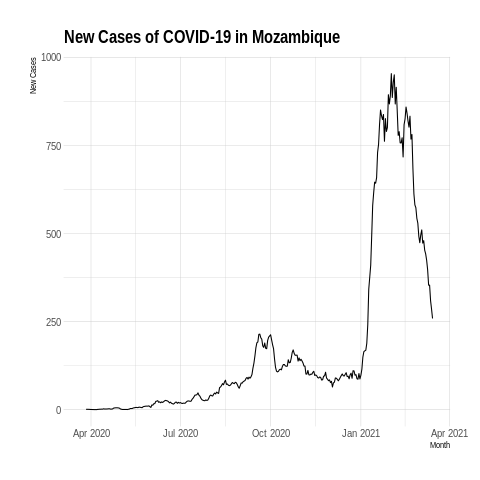 New Cases of COVID-19 in Mozambique
New Cases
1000
750
500
250
0
Apr 2020
Jul 2020
Oct 2020
Jan 2021
Apr 2021
Month